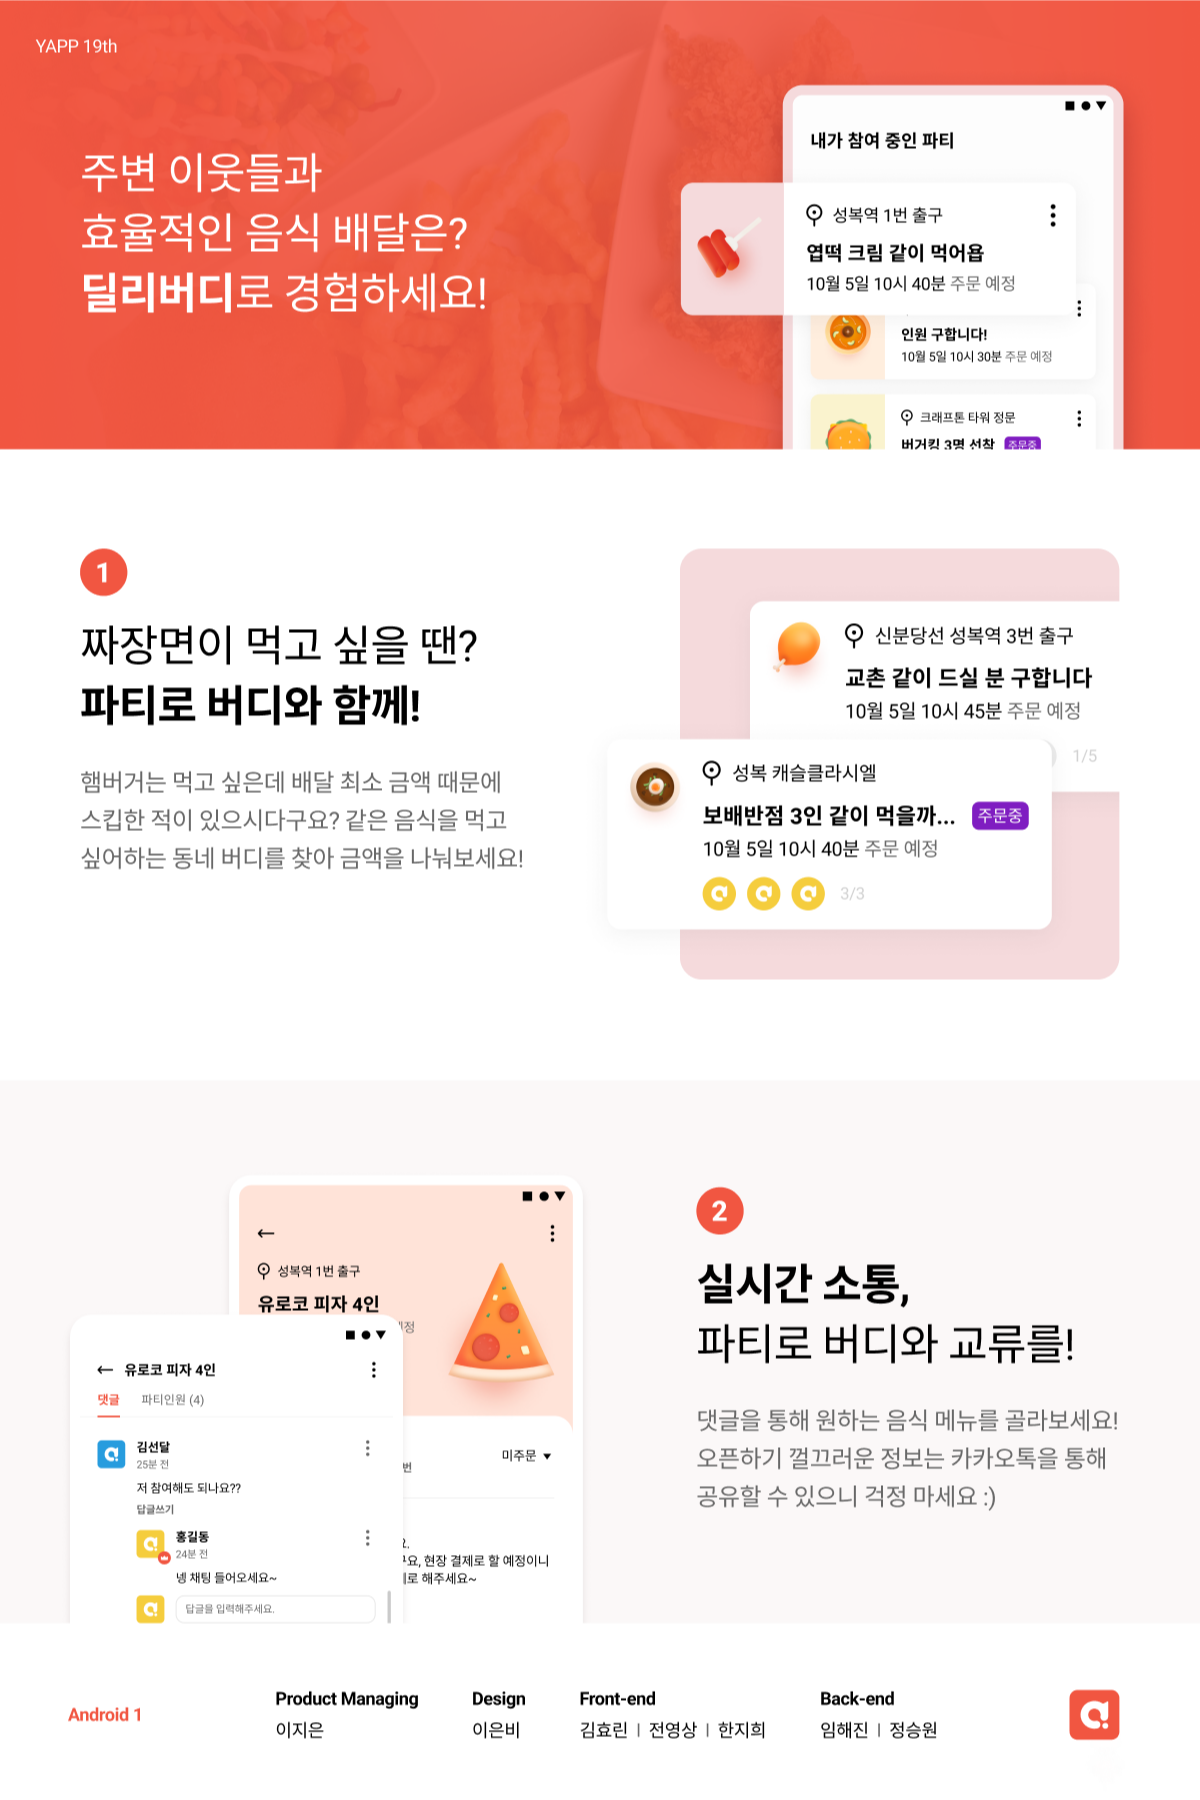 YAPP 19th
주변 이웃들과
효율적인 음식 배달은?
딜리버디로 경험하세요!
내가 참여 중인 파티
성복역 1번 출구
엽떡 크림 같이 먹어욥
10월 5일 10시 40분 주문 예정
인원 구합니다!
10월 5일 10시 30분 주문 예정
크래프톤 타워 정문
버거킹 3명 선착 주문중
1
짜장면이 먹고 싶을 땐?
파티로 버디와 함께!
햄버거는 먹고 싶은데 배달 최소 금액 때문에
스킵한 적이 있으시다구요? 같은 음식을 먹고
싶어하는 동네 버디를 찾아 금액을 나눠보세요!
신분당선 성복역 3번 출구
교촌 같이 드실 분 구합니다
10월 5일 10시 45분 주문 예정
1/5
성복 캐슬클라시엘
보배반점 3인 같이 먹을까... 주문중
10월 5일 10시 40분 주문 예정
3/3
성복역 1번 출구
유로코 피자 4인
예정
미주문
번
요.
구요, 현장 결제로 할 예정이니
로 해주세요~
유로코 피자 4인
댓글 파티인원 (4)
김선달
25분 전
저 참여해도 되나요??
답글쓰기
홍길동
24분 전
넹 채팅 들어오세요~
답글을 입력해주세요.
2
실시간 소통,
파티로 버디와 교류를!
댓글을 통해 원하는 음식 메뉴를 골라보세요!
오픈하기 껄끄러운 정보는 카카오톡을 통해
공유할 수 있으니 걱정 마세요 :)
Android 1
Product Managing
이지은
Design
이은비
Front-end
김효린 | 전영상 | 한지희
Back-end
임해진 | 정승원